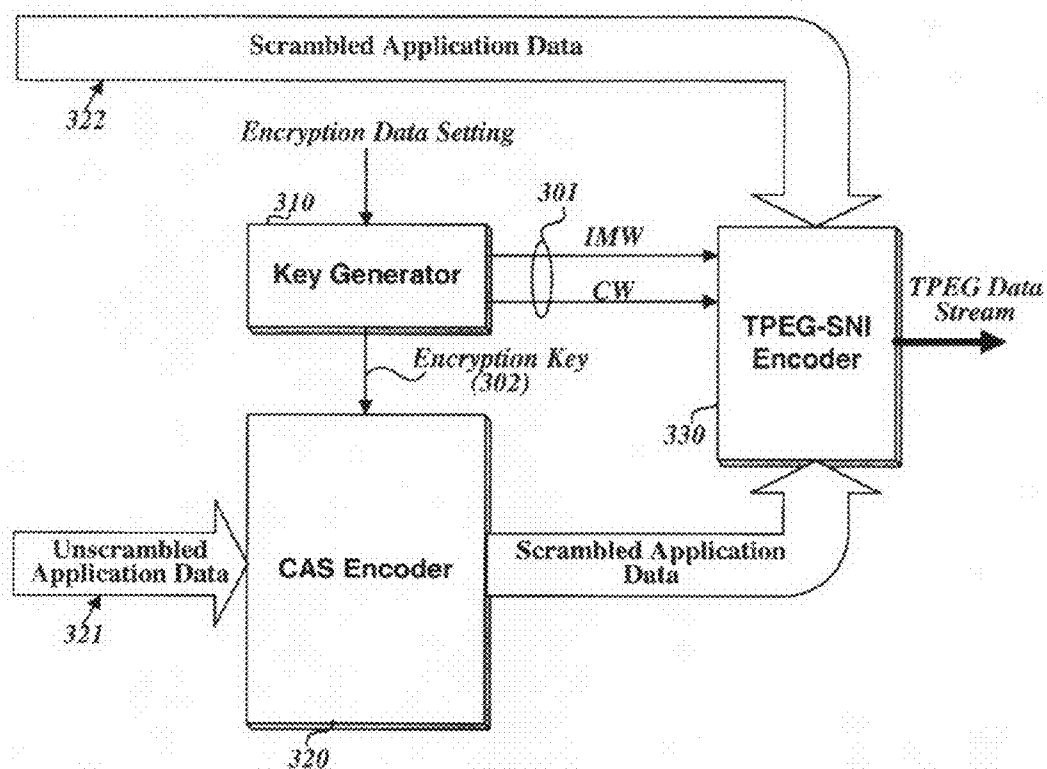 Scrambled Application Data
322
Encryption Data Setting
310
301
IMW
Key Generator
CW
TPEG-SNI
Encoder
TPEG Data
Stream
Encryption Key
(302)
330
Unscrambled
Application Data
CAS Encoder
Scrambled Application
Data
321
320